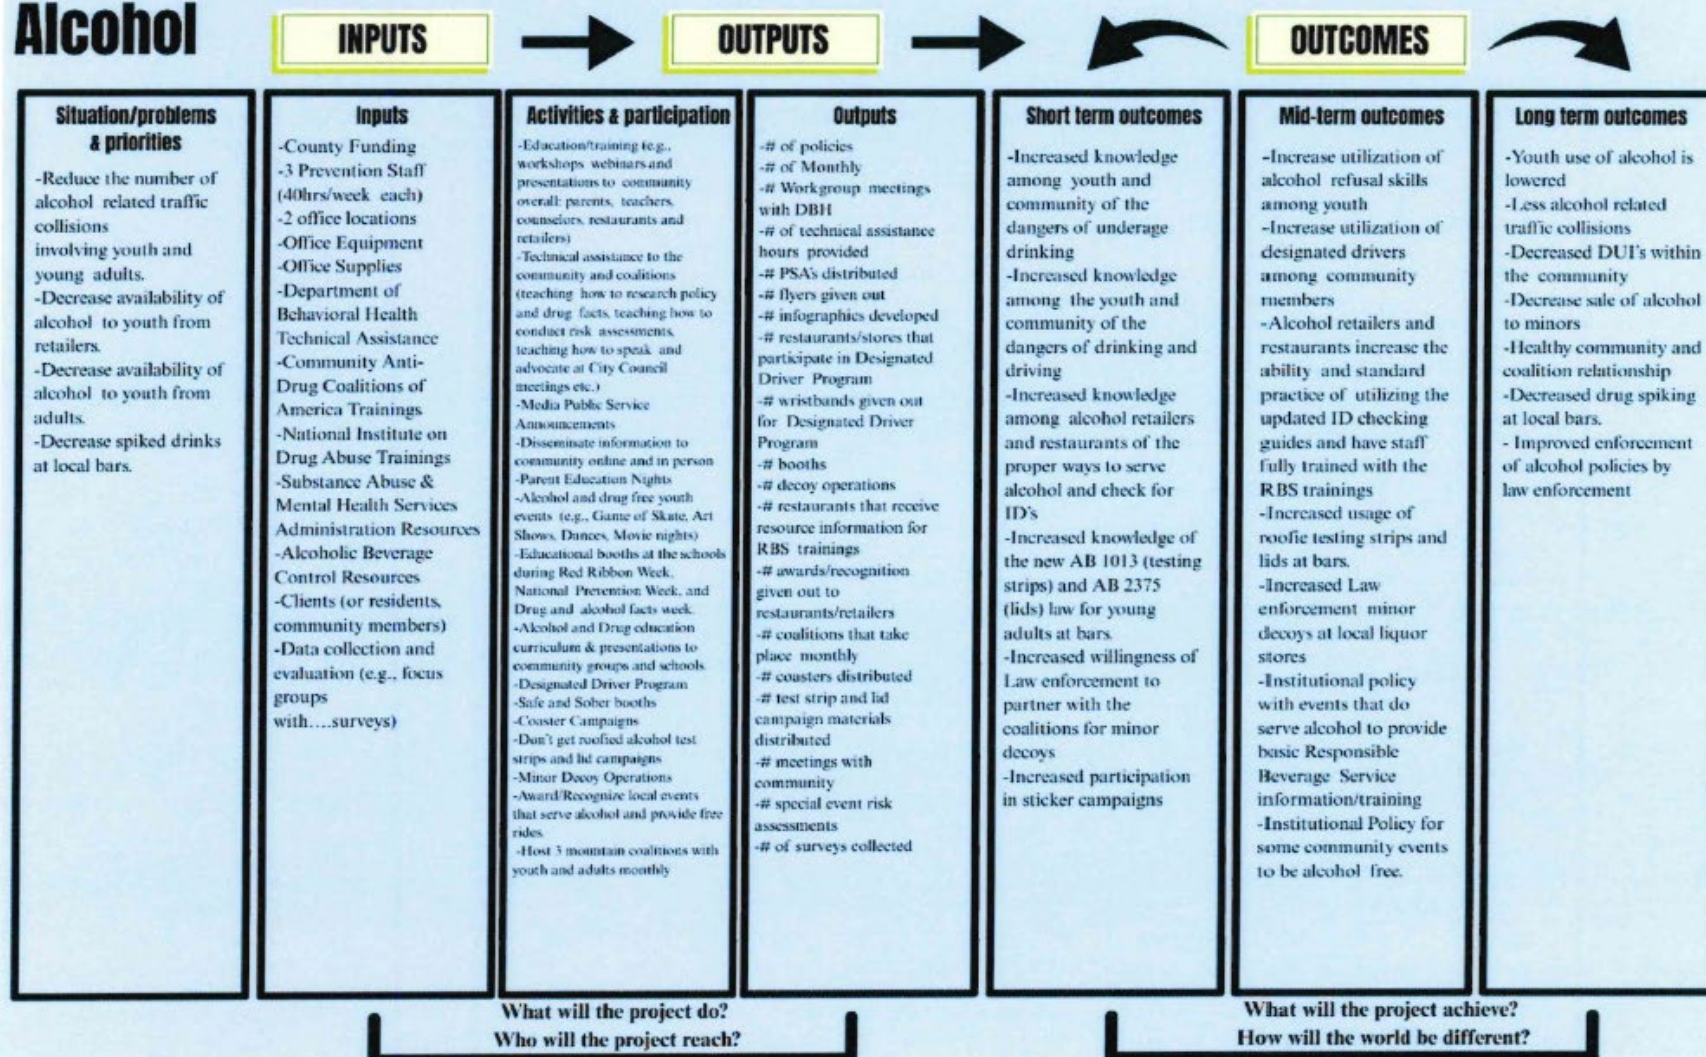 Alcohol
INPUTS
OUTPUTS
OUTCOMES
Situation/problems
& priorities
-Reduce the number of
alcohol related traffic
collisions
involving youth and
young adults.
-Decrease availability of
alcohol to youth from
retailers.
-Decrease availability of
alcohol to youth from
adults.
-Decrease spiked drinks
at local bars.
Inputs
-County Funding
-3 Prevention Staff
(40hrs/week each)
-2 office locations
-Office Equipment
-Office Supplies
-Department of
Behavioral Health
Technical Assistance
-Community Anti-
Drug Coalitions of
America Trainings
-National Institute on
Drug Abuse Trainings
-Substance Abuse &
Mental Health Services
Administration Resources
-Alcoholic Beverage
Control Resources
-Clients (or residents,
community members)
-Data collection and
evaluation (e.g., focus
groups
with....surveys)
Activities & participation
-Education/training (e.g.,
workshops webinars and
presentations to community
overall: parents, teachers,
counselors, restaurants and
retailers)
-Technical assistance to the
community and coalitions
(teaching how to research policy
and drug facts, teaching how to
conduct risk assessments,
teaching how to speak and
advocate at City Council
meetings etc.)
-Media Public Service
Announcements
-Disseminate information to
community online and in person
-Parent Education Nights
-Alcohol and drug free youth
events (e.g., Game of Skate, Art
Shows, Dances, Movie nights)
-Educational booths at the schools
during Red Ribbon Week,
National Prevention Week, and
Drug and alcohol facts week.
-Alcohol and Drug education
curriculum & presentations to
community groups and schools.
-Designated Driver Program
-Safe and Sober booths
-Coaster Campaigns
-Don't get roofied alcohol test
strips and lid campaigns
-Minor Decoy Operations
-Award/Recognize local events
that serve alcohol and provide free
rides.
-Host 3 mountain coalitions with
youth and adults monthly
Outputs
-# of policies
-# of Monthly
-# Workgroup meetings
with DBH
-# of technical assistance
hours provided
-# PSA's distributed
-# flyers given out
-# infographics developed
-# restaurants/stores that
participate in Designated
Driver Program
-# wristbands given out
for Designated Driver
Program
-# booths
-# decoy operations
-# restaurants that receive
resource information for
RBS trainings
-# awards/recognition
given out to
restaurants/retailers
-# coalitions that take
place monthly
-# coasters distributed
-# test strip and lid
campaign materials
distributed
-# meetings with
community
-# special event risk
assessments
-# of surveys collected
Short term outcomes
-Increased knowledge
among youth and
community of the
dangers of underage
drinking
-Increased knowledge
among the youth and
community of the
dangers of drinking and
driving
-Increased knowledge
among alcohol retailers
and restaurants of the
proper ways to serve
alcohol and check for
ID's
-Increased knowledge of
the new AB 1013 (testing
strips) and AB 2375
(lids) law for young
adults at bars.
-Increased willingness of
Law enforcement to
partner with the
coalitions for minor
decoys
-Increased participation
in sticker campaigns
Mid-term outcomes
-Increase utilization of
alcohol refusal skills
among youth
-Increase utilization of
designated drivers
among community
members
-Alcohol retailers and
restaurants increase the
ability and standard
practice of utilizing the
updated ID checking
guides and have staff
fully trained with the
RBS trainings
-Increased usage of
roofie testing strips and
lids at bars.
-Increased Law
enforcement minor
decoys at local liquor
stores
-Institutional policy
with events that do
serve alcohol to provide
basic Responsible
Beverage Service
information/training
-Institutional Policy for
some community events
to be alcohol free.
Long term outcomes
-Youth use of alcohol is
lowered
-Less alcohol related
traffic collisions
-Decreased DUI's within
the community
-Decrease sale of alcohol
to minors
-Healthy community and
coalition relationship
-Decreased drug spiking
at local bars.
- Improved enforcement
of alcohol policies by
law enforcement
What will the project do?
Who will the project reach?
What will the project achieve?
How will the world be different?